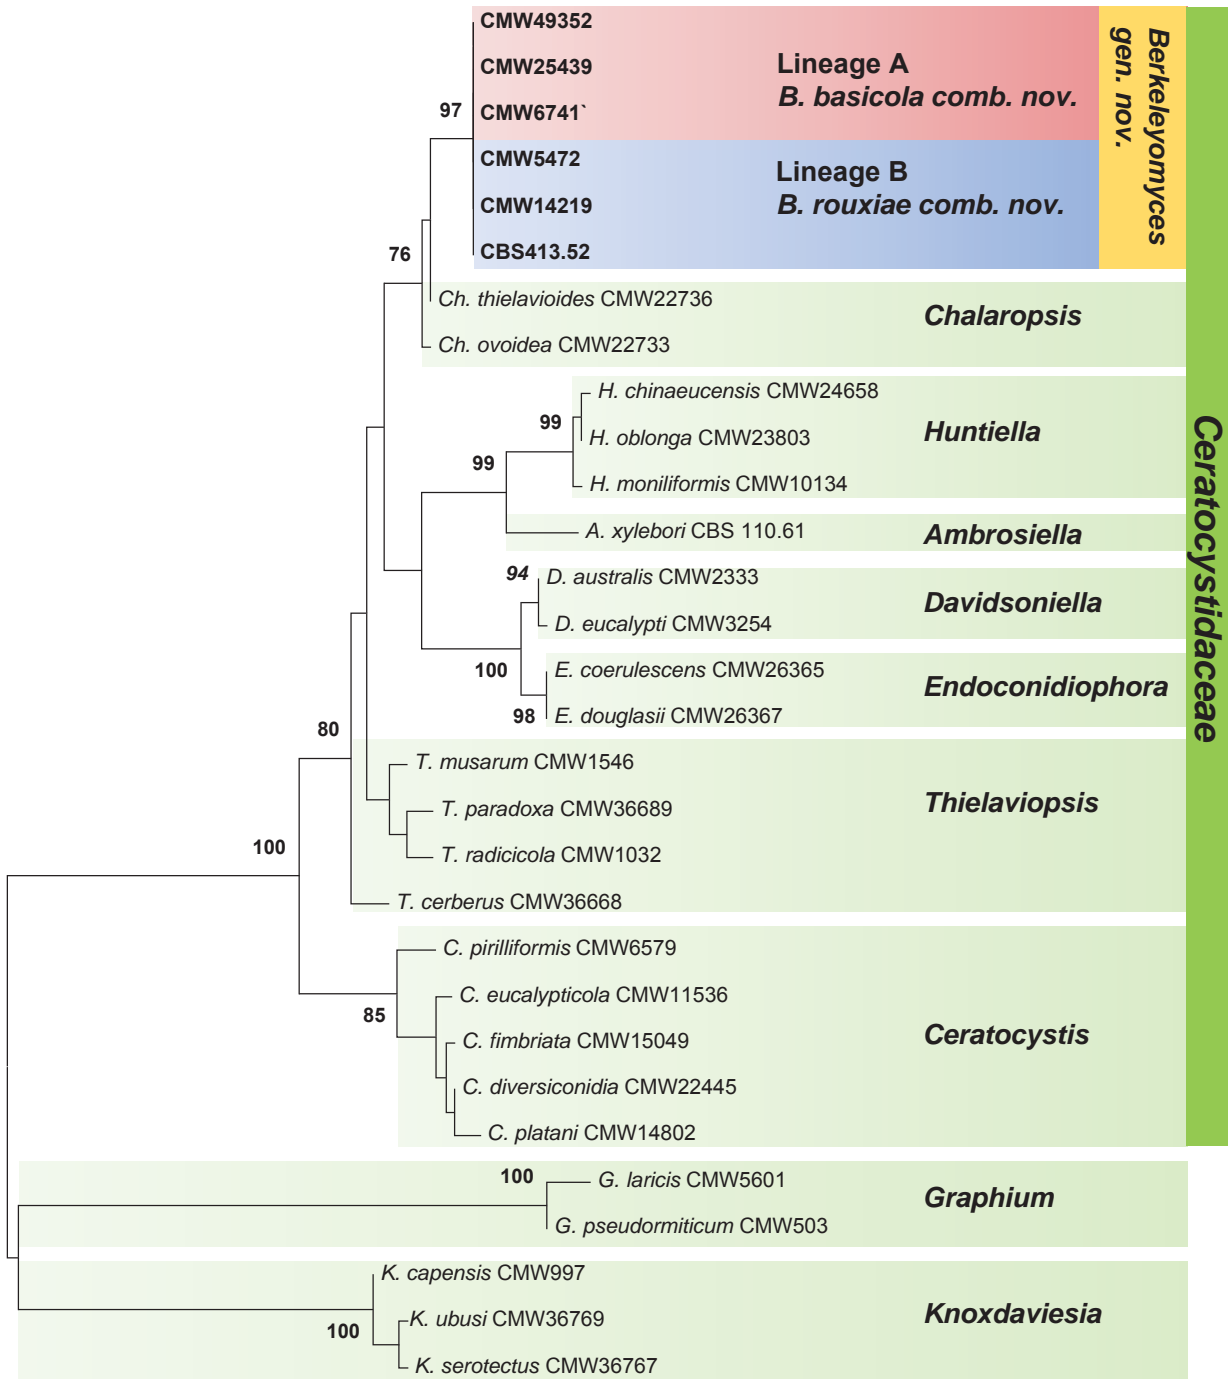 CMW49352
CMW25439
CMW6741`
CMW5472
CMW14219
CBS413.52
Lineage A
B. basicola comb. nov.
Lineage B
B. rouxiae comb. nov.
Berkeleyomyces
gen. nov.
Ceratocystidaceae
97
76
Ch. thielavioides CMW22736
Ch. ovoidea CMW22733
Chalaropsis
H. chinaeucensis CMW24658
99
H. oblonga CMW23803
Huntiella
99
H. moniliformis CMW10134
A. xylebori CBS 110.61
Ambrosiella
94
D. australis CMW2333
D. eucalypti CMW3254
Davidsoniella
100
E. coerulescens CMW26365
E. douglasii CMW26367
98
Endoconidiophora
80
T. musarum CMW1546
T. paradoxa CMW36689
T. radicicola CMW1032
T. cerberus CMW36668
Thielaviopsis
100
C. pirilliformis CMW6579
C. eucalypticola CMW11536
85
C. fimbriata CMW15049
C. diversiconidia CMW22445
C. platani CMW14802
Ceratocystis
100
G. laricis CMW5601
G. pseudormiticum CMW503
Graphium
K. capensis CMW997
K. ubusi CMW36769
100
K. serotectus CMW36767
Knoxdaviesia